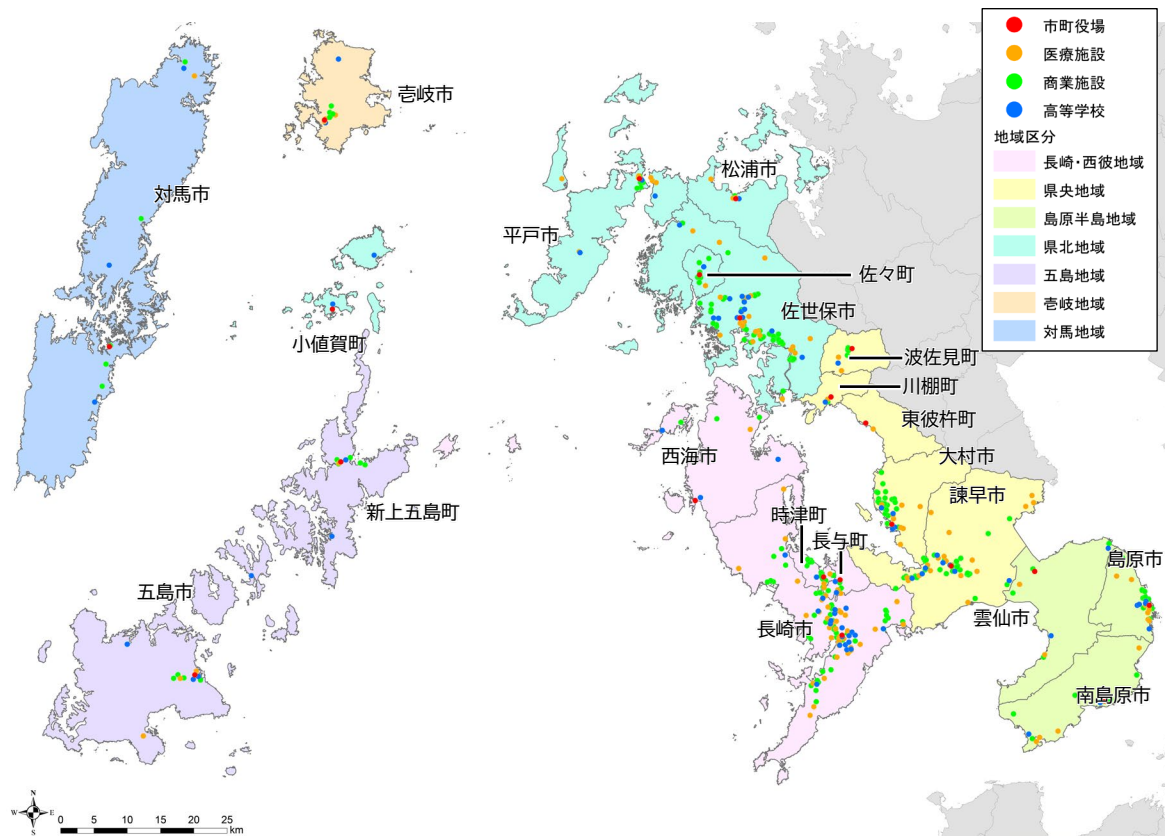 市町役場
医療施設
商業施設
高等学校
地域区分
長崎・西彼地域
県央地域
島原半島地域
県北地域
五島地域
壱岐地域
対馬地域
壱岐市
対馬市
松浦市
平戸市
佐々町
佐世保市
小値賀町
波佐見町
川棚町
東彼杵町
西海市
大村市
諫早市
新上五島町
時津町
長与町
島原市
五島市
長崎市
雲仙市
南島原市
N
W
E
S
0 5 10 15 20 25
km